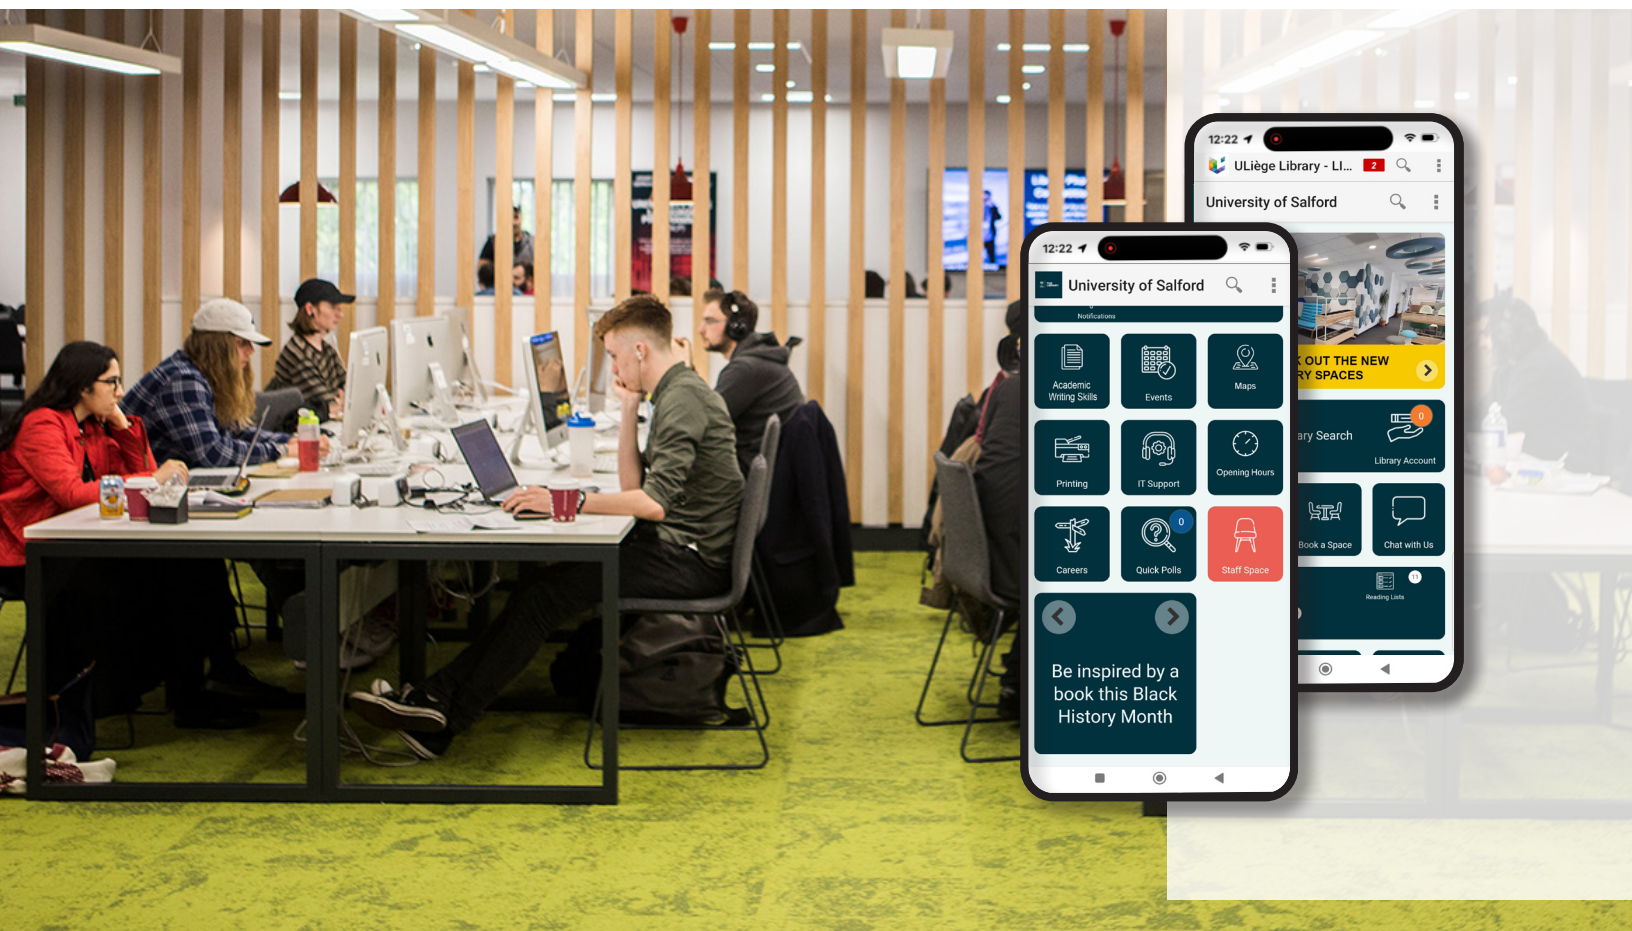 12:22
University of Salford
Notifications
Academic
Writing Skills
Events
Maps
Printing
IT Support
Opening Hours
Careers
Quick Polls
0
Staff Space
Be inspired by a
book this Black
History Month
12:22
ULiège Library - LI...
2
University of Salford
OUT THE NEW
RY SPACES
0
ary Search
Library Account
Book a Space
Chat with Us
11
Reading Lists